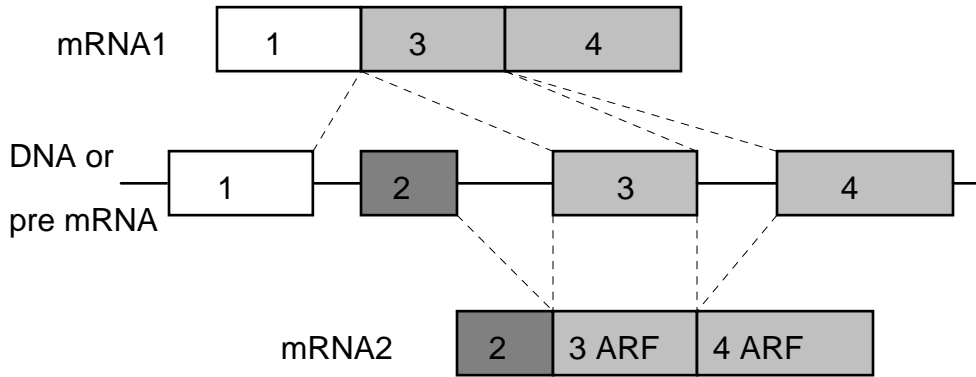 mRNA1 1 3 4
DNA or
1 2 3 4
pre mRNA
mRNA2 2 3 ARF 4 ARF